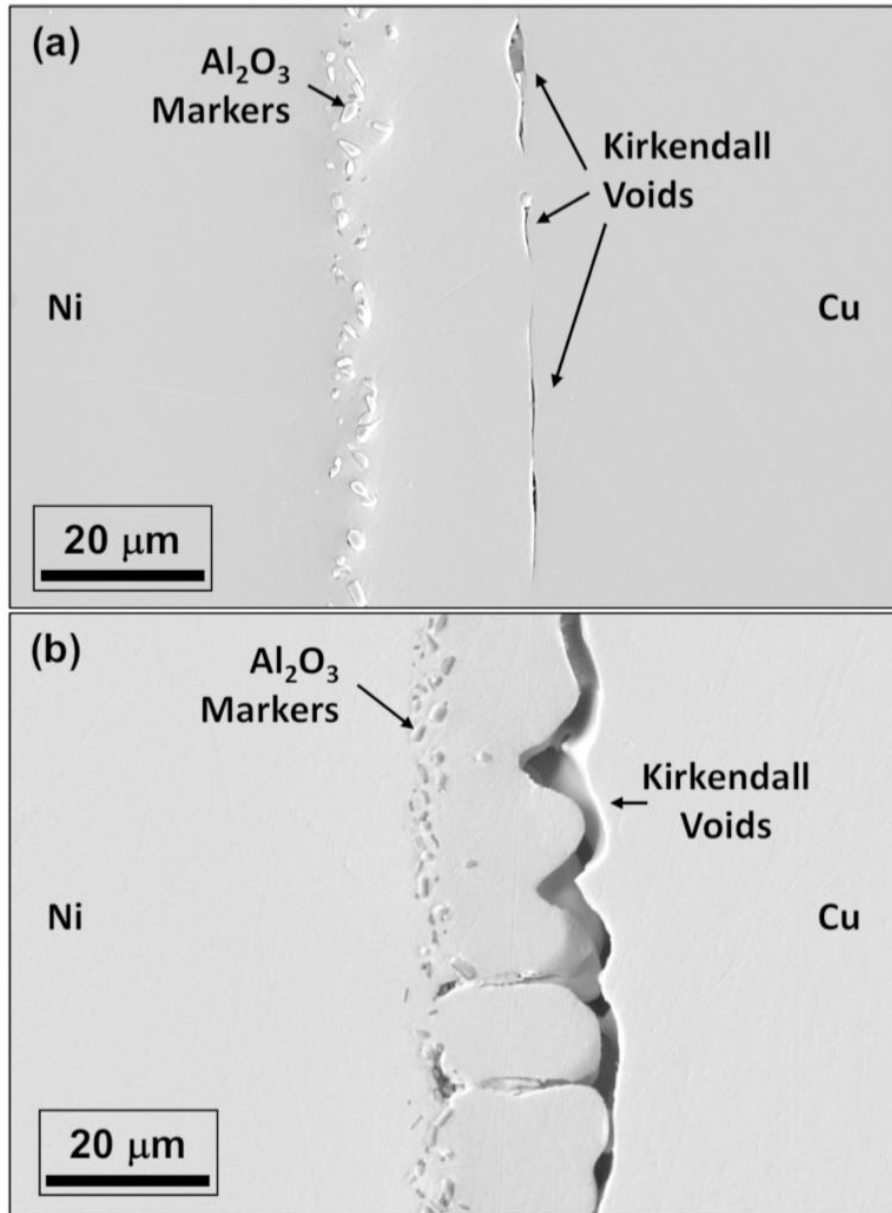 (a)
Al₂O₃
Markers
Kirkendall
Voids
Ni
Cu
20 μm
(b)
Al₂O₃
Markers
Kirkendall
Voids
Ni
Cu
20 μm